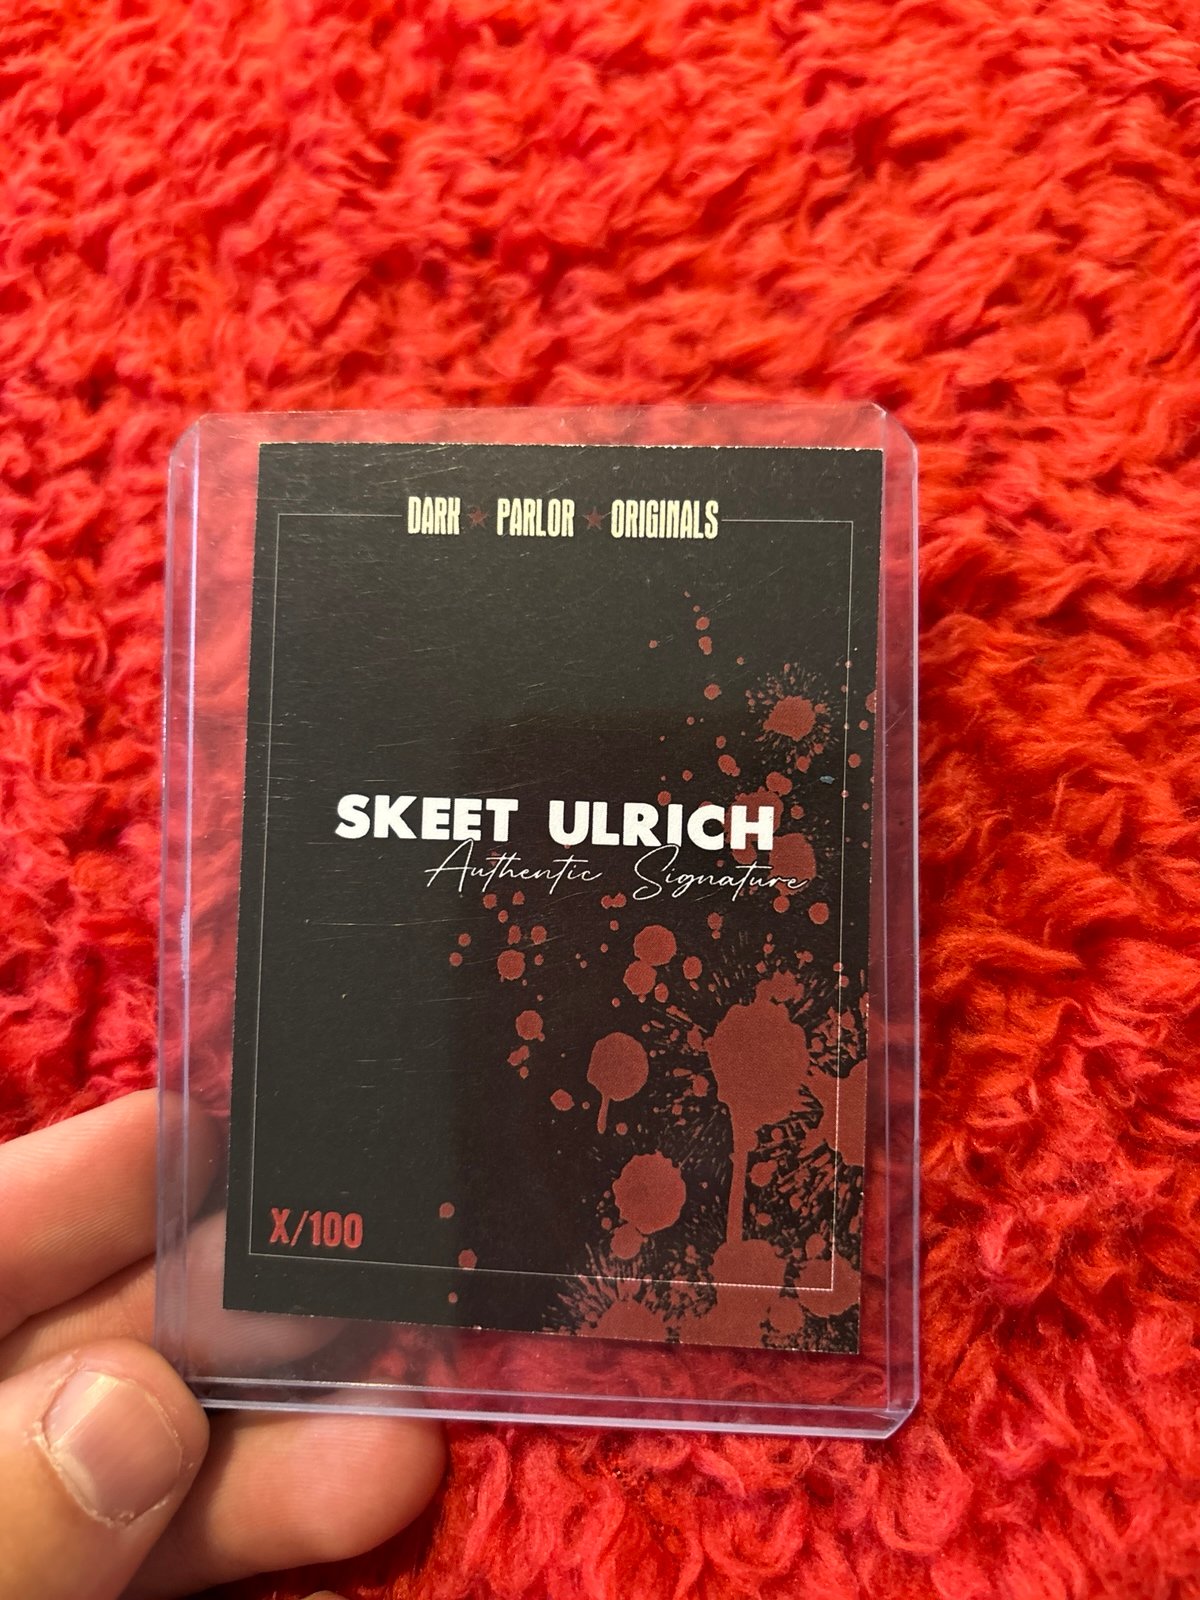 DARK ★ PARLOR ★ ORIGINALS
SKEET ULRICH
Authentic Signature
X/100